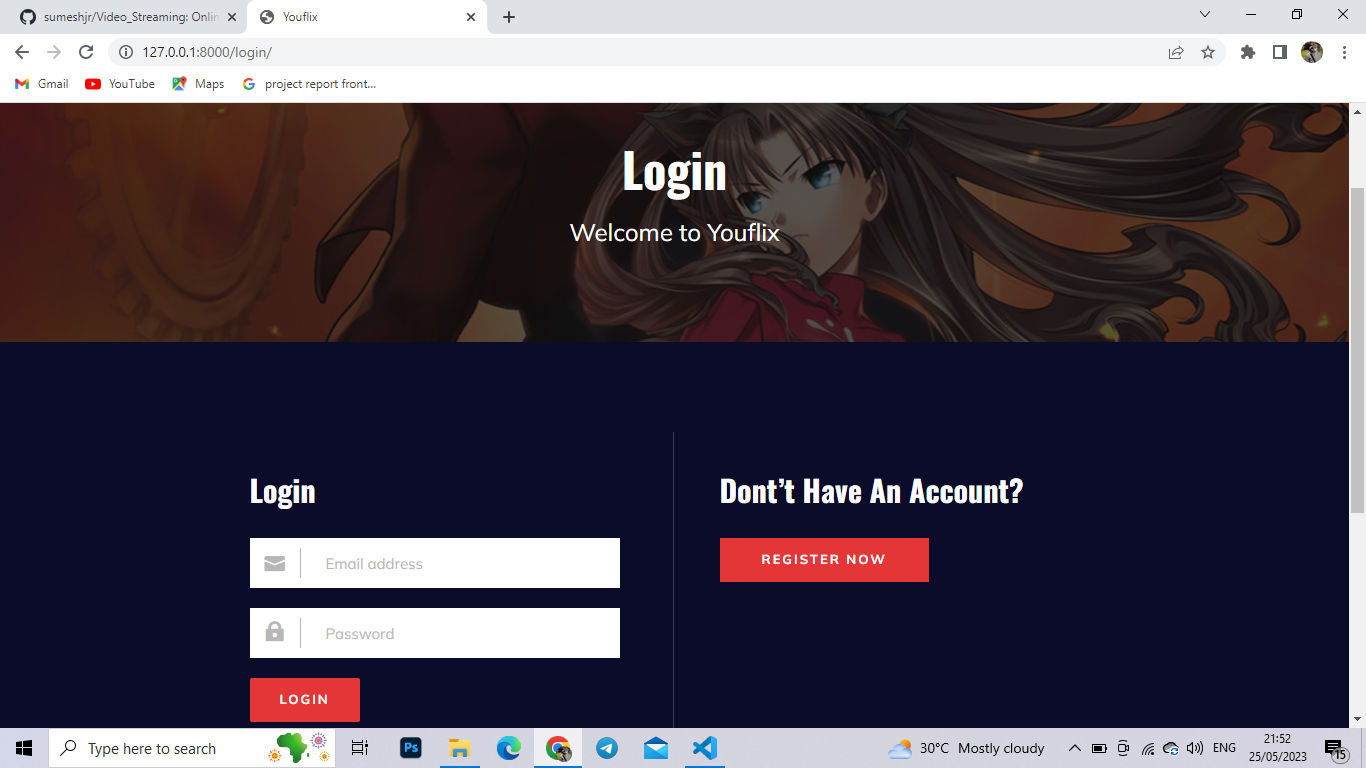 sumeshjr/Video_Streaming: Onlin
Youflix
127.0.0.1:8000/login/
Gmail
YouTube
Maps
project report front...
Login
Welcome to Youflix
Login
Dont’t Have An Account?
Email address
REGISTER NOW
Password
LOGIN
Type here to search
Ps
30°C Mostly cloudy
ENG
21:52
25/05/2023
15